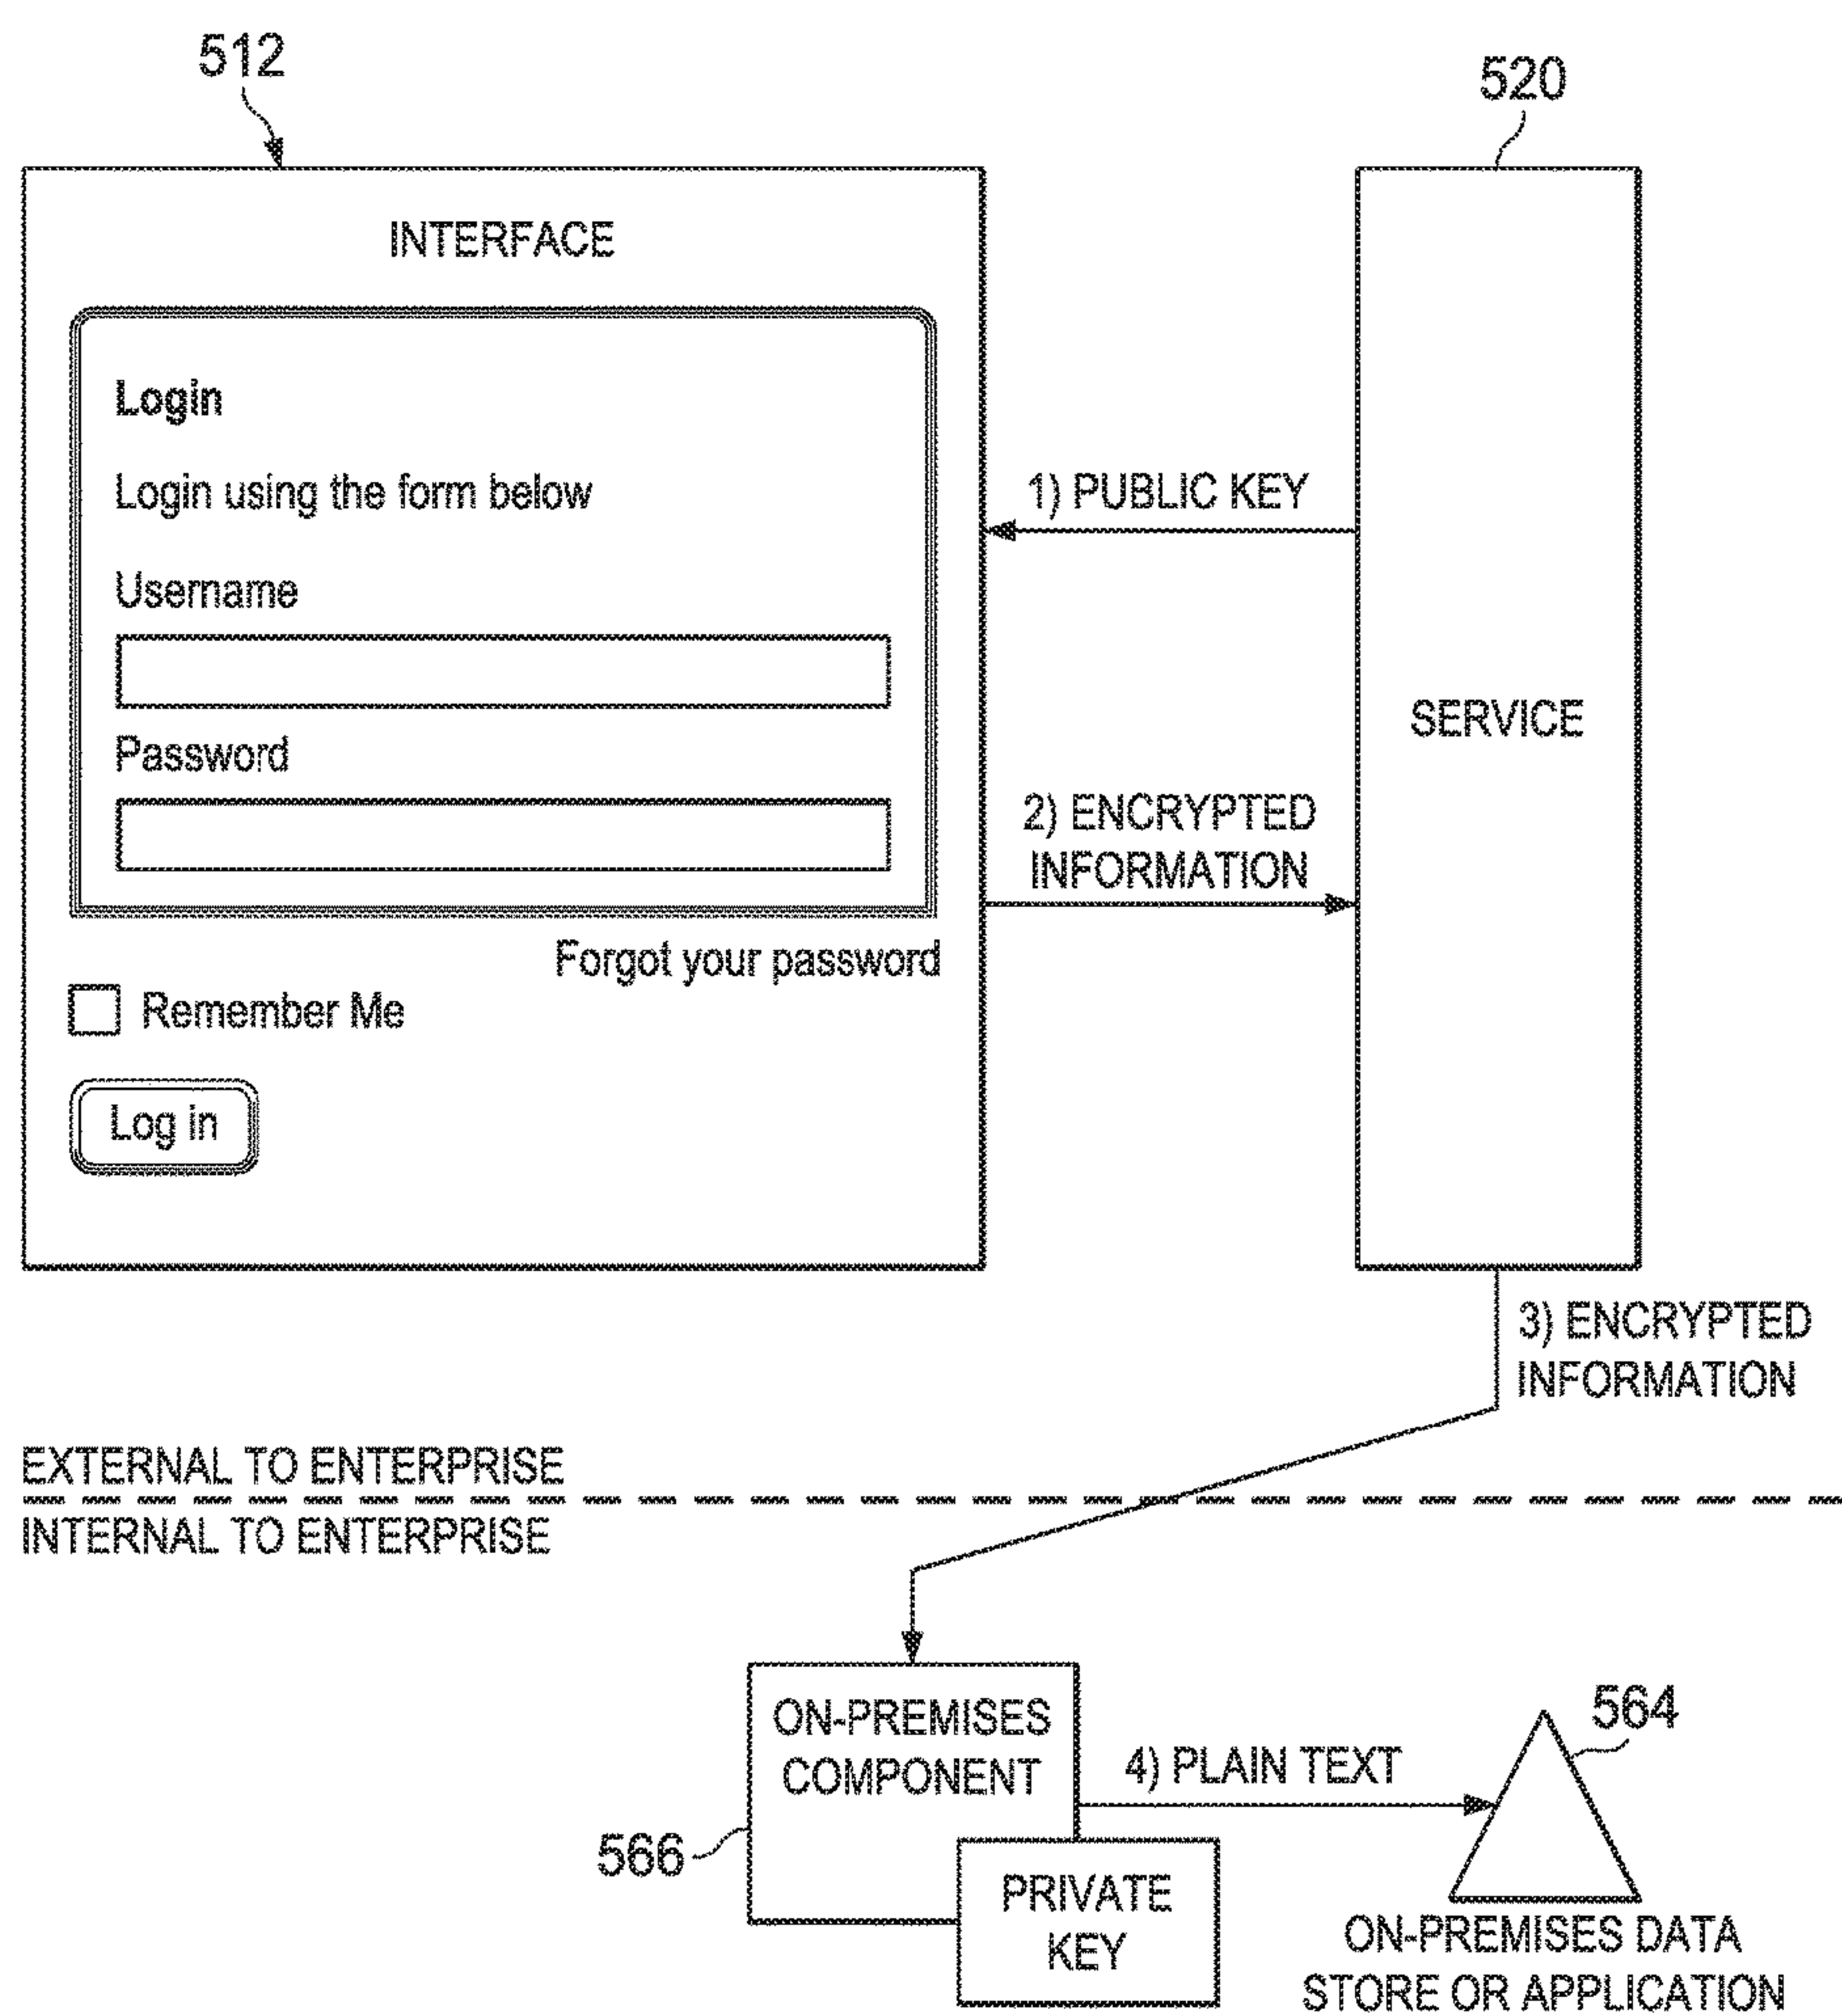 512
520
INTERFACE
Login
Login using the form below
Username
Password
Forgot your password
Remember Me
Log in
1) PUBLIC KEY
2) ENCRYPTED
INFORMATION
SERVICE
3) ENCRYPTED
INFORMATION
EXTERNAL TO ENTERPRISE
INTERNAL TO ENTERPRISE
ON-PREMISES
COMPONENT
566
PRIVATE
KEY
4) PLAIN TEXT
564
ON-PREMISES DATA
STORE OR APPLICATION